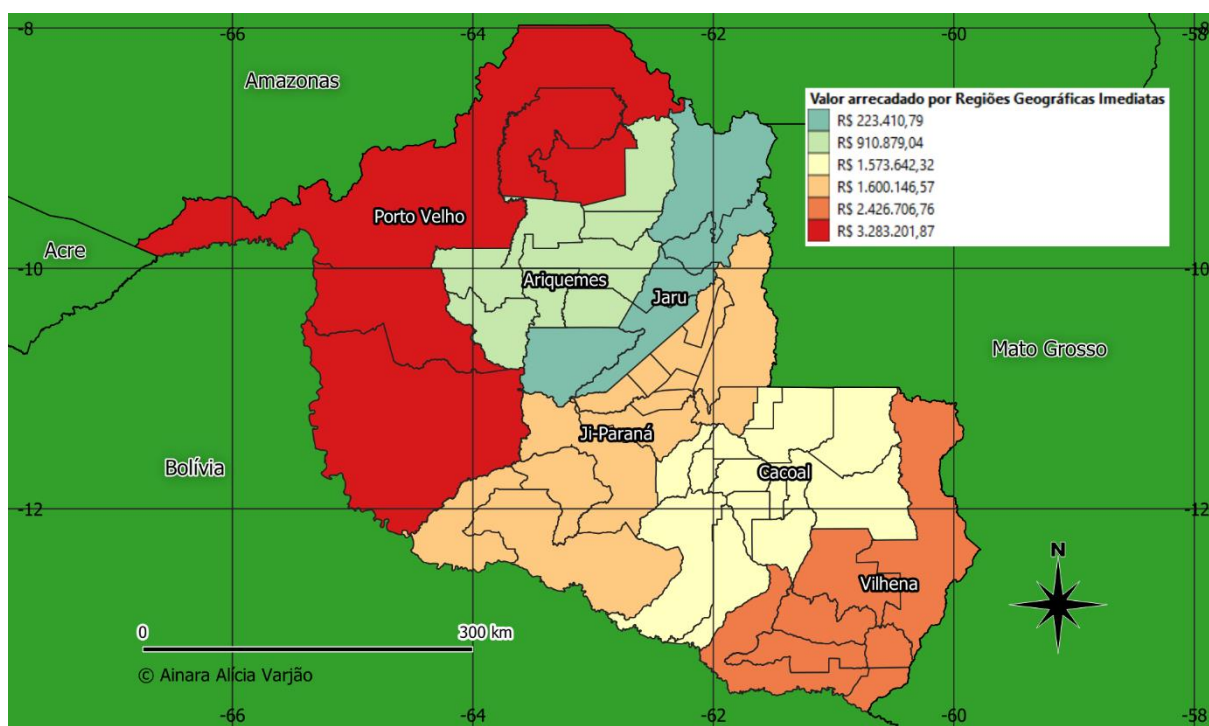 -8
-66
-64
-62
-60
-58
-8
Amazonas
Valor arrecadado por Regiões Geográficas Imediatas
R$ 223.410,79
R$ 910.879,04
R$ 1.573.642,32
R$ 1.600.146,57
R$ 2.426.706,76
R$ 3.283.201,87
Porto Velho
Acre
-10
Ariquemes
Jaru
-10
Mato Grosso
Ji-Paraná
Bolívia
Cacoal
-12
-12
N
Vilhena
0
300 km
© Ainara Alícia Varjão
-66
-64
-62
-60
-58